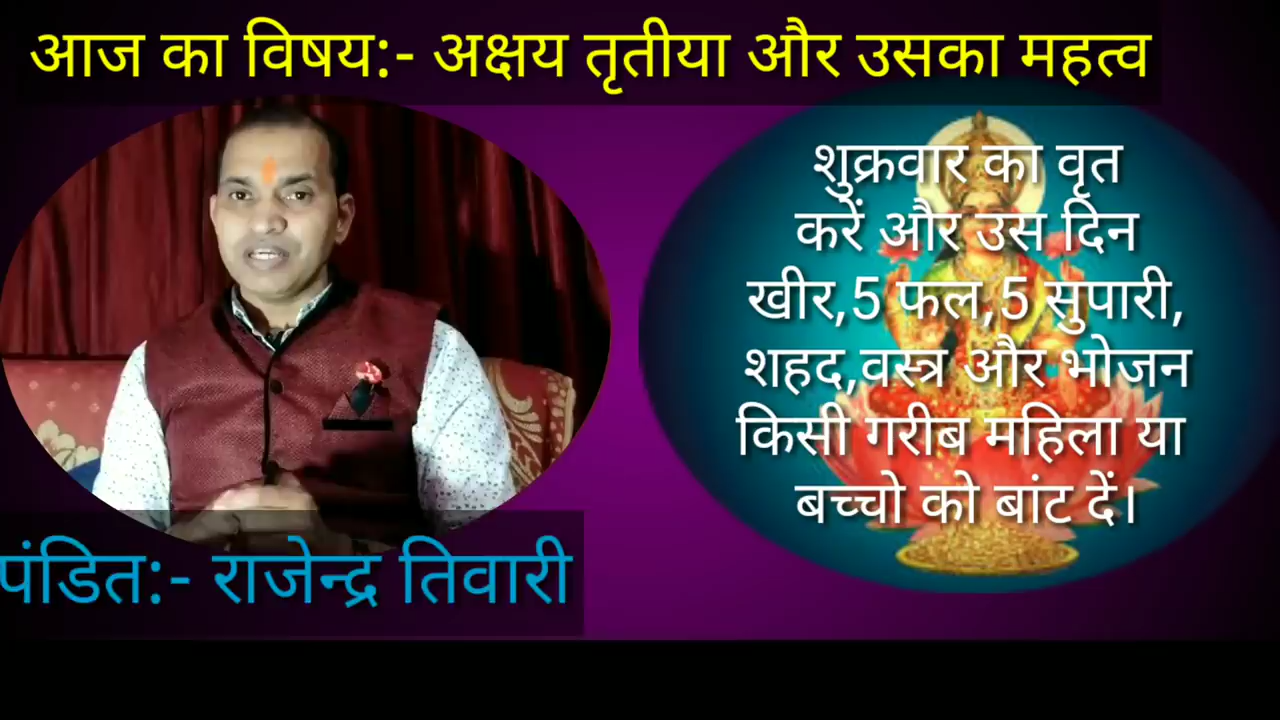 आज का विषय:- अक्षय तृतीया और उसका महत्व
शुक्रवार का वृत
करें और उस दिन
खीर,5 फल,5 सुपारी,
शहद,वस्त्र और भोजन
किसी गरीब महिला या
बच्चो को बांट दें।
पंडित:- राजेन्द्र तिवारी